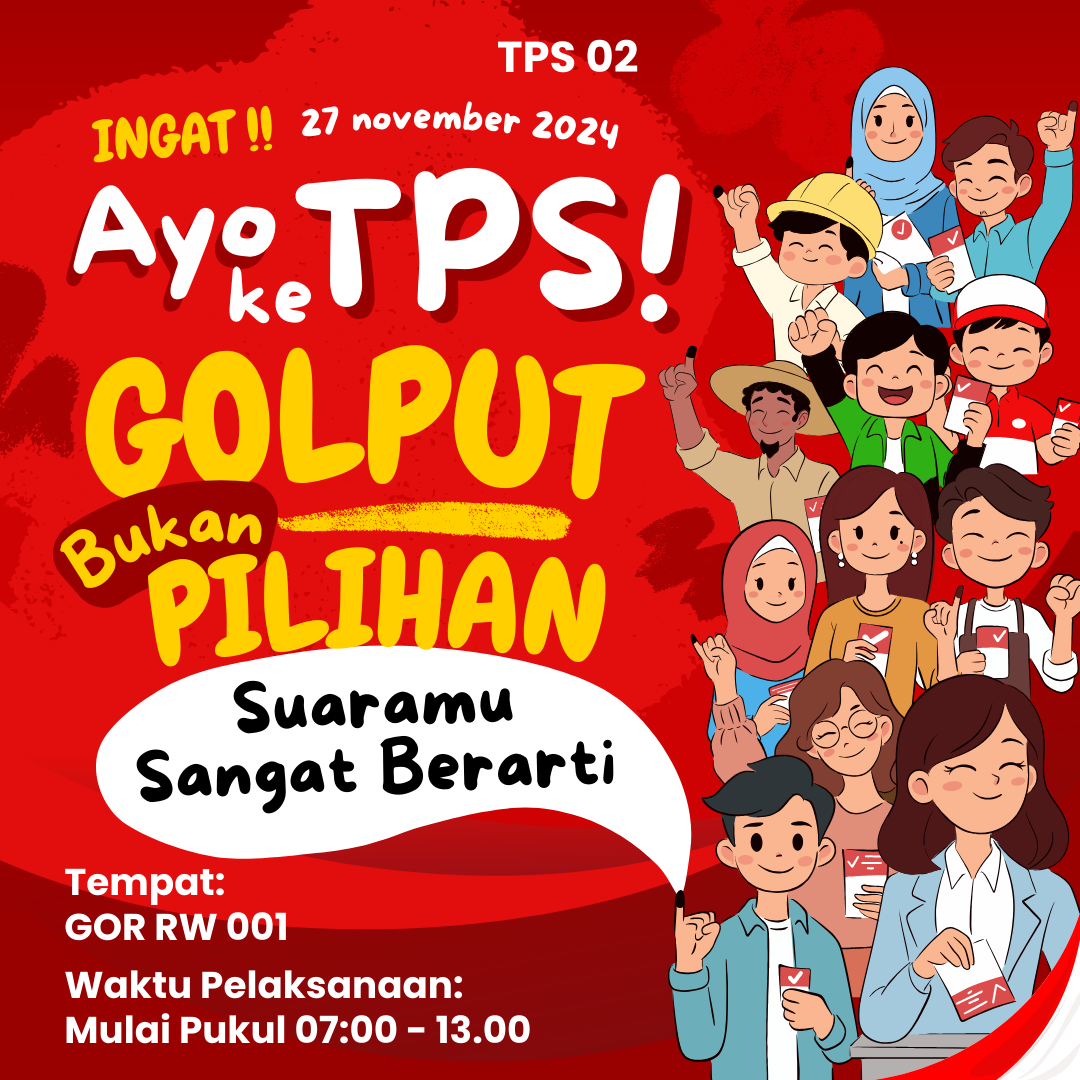 TPS 02
INGAT !! 27 november 2024
Ayo ke TPS!
GOLPUT
Bukan
PILIHAN
Suaramu
Sangat Berarti
Tempat:
GOR RW 001
Waktu Pelaksanaan:
Mulai Pukul 07:00 - 13.00